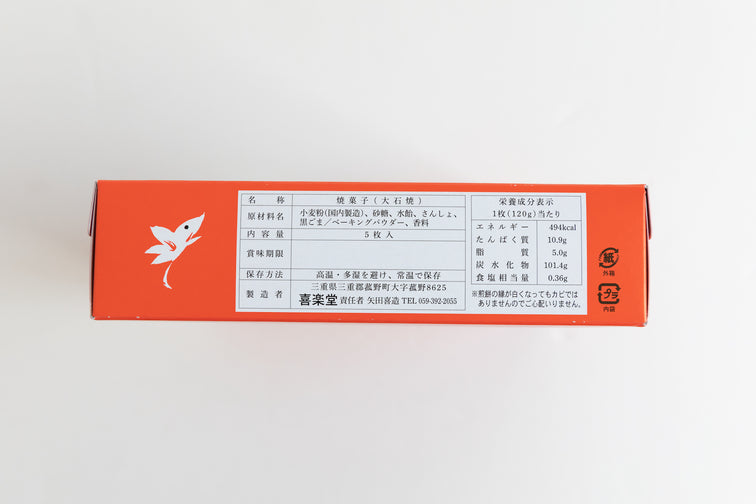 名称 焼菓子(大石焼)
原材料名 小麦粉(国内製造)、砂糖、水飴、さんしょ、
黒ごま/ベーキングパウダー、香料
内容量 5枚入
賞味期限
保存方法 高温・多湿を避け、常温で保存
製造者 三重県三重郡菰野町大字菰野8625
喜楽堂 責任者 矢田喜造 TEL 059-392-2055
栄養成分表示
1枚(120g)当たり
エネルギー 494kcal
たんぱく質 10.9g
脂質 5.0g
炭水化物 101.4g
食塩相当量 0.36g
※煎餅の縁が白くなってもカビでは
ありませんのでご心配いりません。
紙
外箱
プラ
内袋